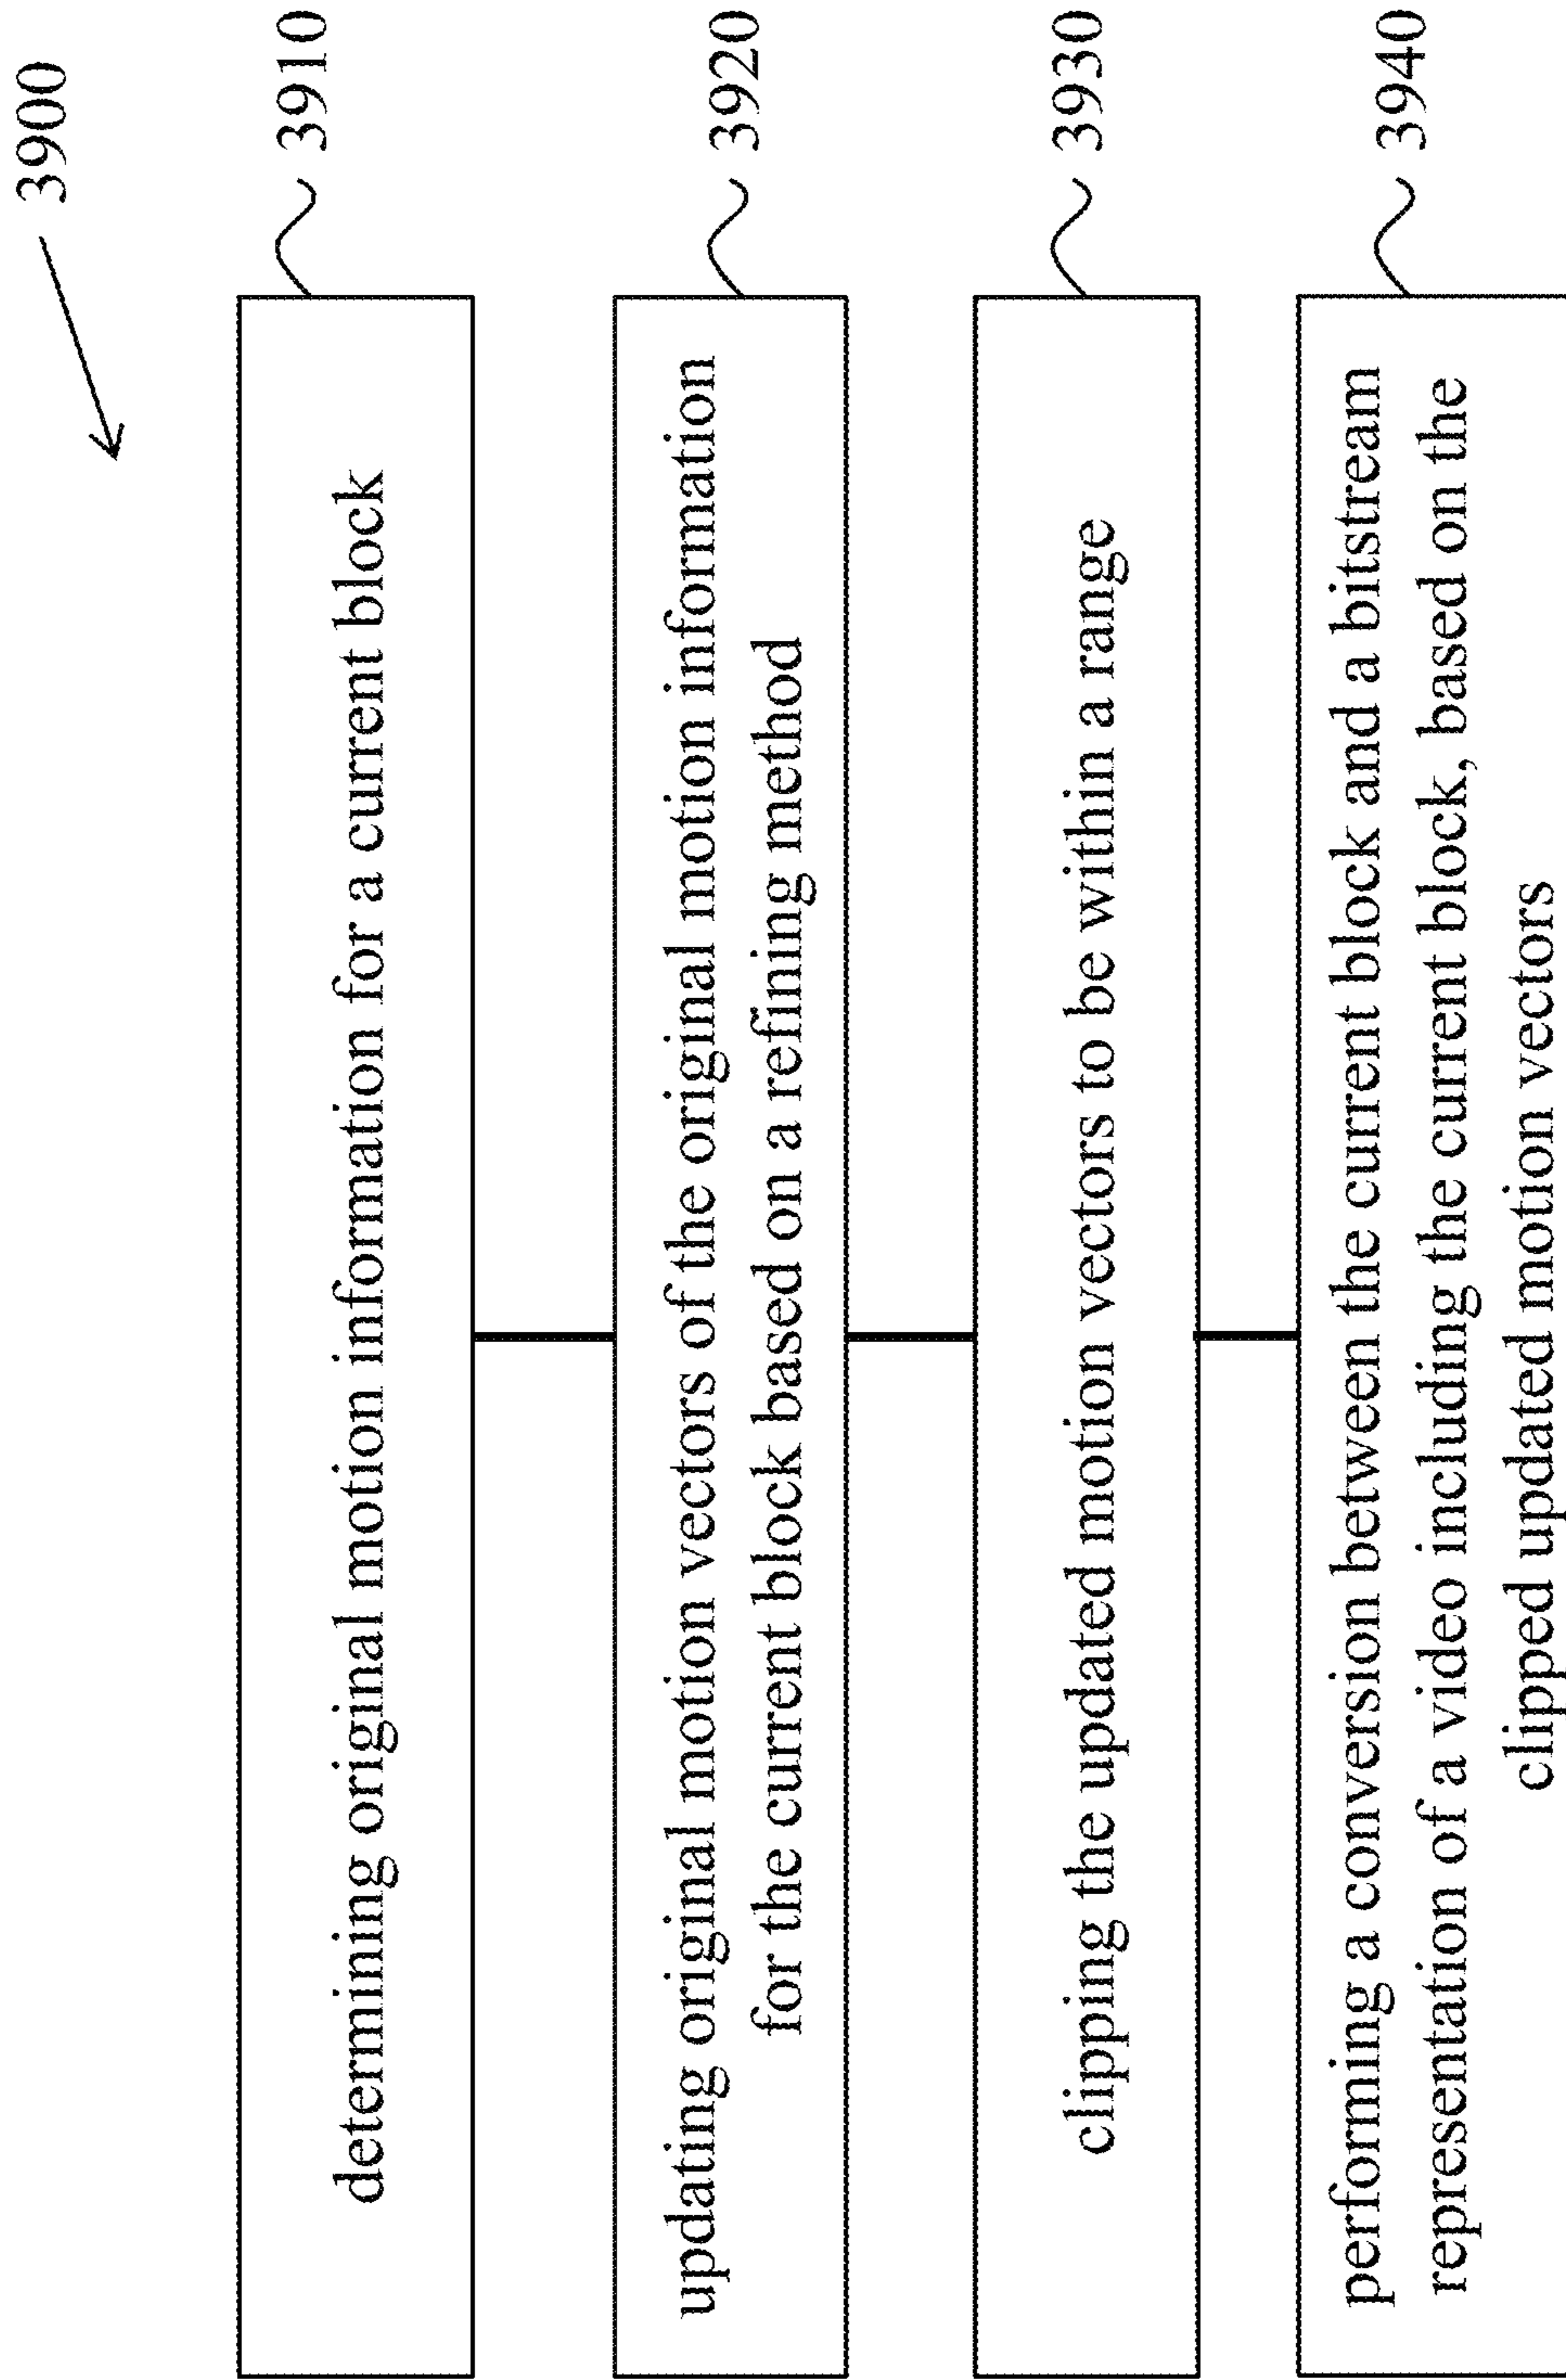 3900
determining original motion information for a current block
3910
updating original motion vectors of the original motion information
for the current block based on a refining method
3920
clipping the updated motion vectors to be within a range
3930
performing a conversion between the current block and a bitstream
representation of a video including the current block, based on the
clipped updated motion vectors
3940